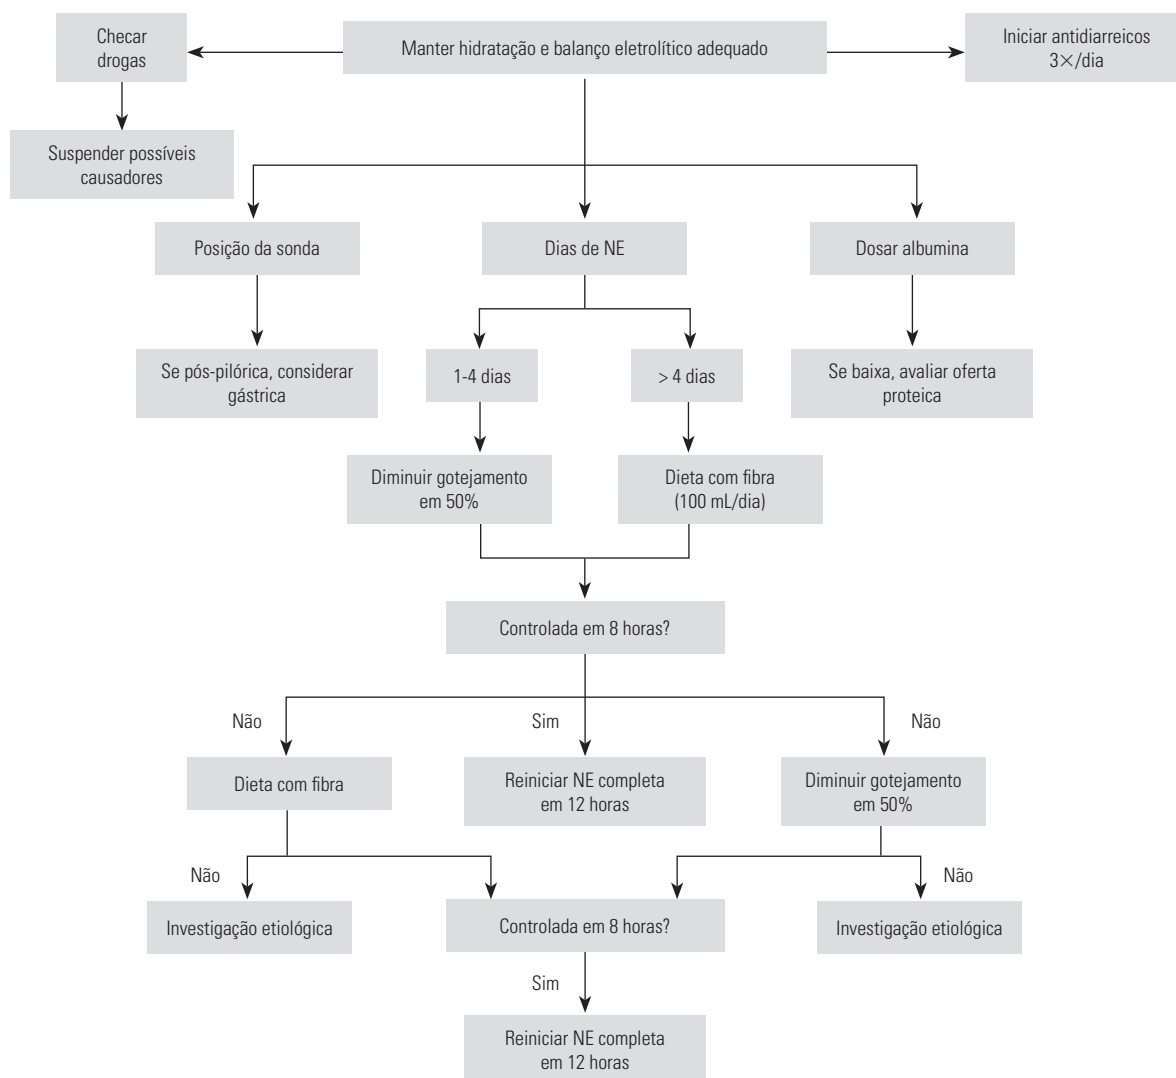 Checar
drogas
Manter hidratação e balanço eletrolítico adequado
Iniciar antidiarreicos
3×/dia
Suspender possíveis
causadores
Posição da sonda
Dias de NE
Dosar albumina
Se pós-pilórica, considerar
gástrica
1-4 dias
> 4 dias
Se baixa, avaliar oferta
proteica
Diminuir gotejamento
em 50%
Dieta com fibra
(100 mL/dia)
Controlada em 8 horas?
Não
Sim
Não
Dieta com fibra
Reiniciar NE completa
em 12 horas
Diminuir gotejamento
em 50%
Não
Não
Investigação etiológica
Controlada em 8 horas?
Investigação etiológica
Sim
Reiniciar NE completa
em 12 horas